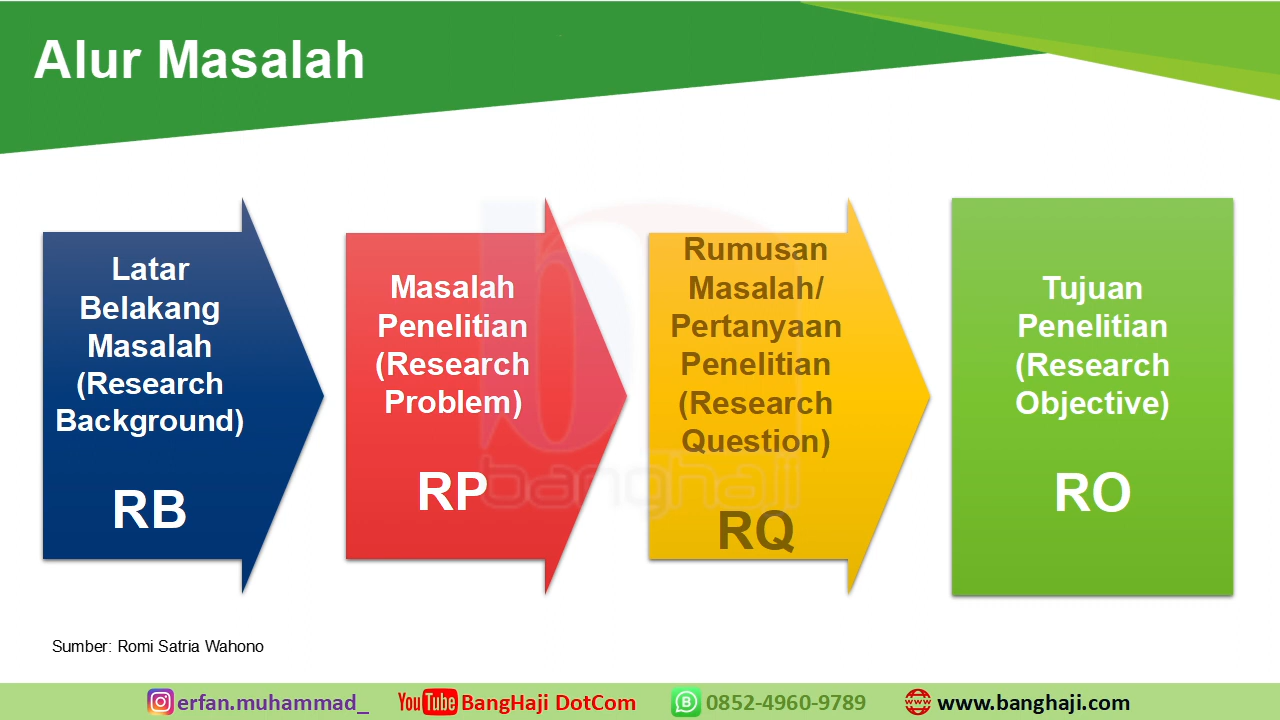 Alur Masalah
Latar
Belakang
Masalah
(Research
Background)
RB
Masalah
Penelitian
(Research
Problem)
RP
Rumusan
Masalah/
Pertanyaan
Penelitian
(Research
Question)
RQ
Tujuan
Penelitian
(Research
Objective)
RO
banghaji
Sumber: Romi Satria Wahono
erfan.muhammad_ YouTube BangHaji DotCom B 0852-4960-9789 www www.banghaji.com